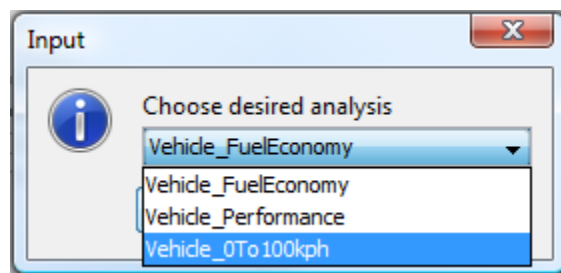 Input
Choose desired analysis
Vehicle_FuelEconomy
Vehicle_FuelEconomy
Vehicle_Performance
Vehicle_0To100kph